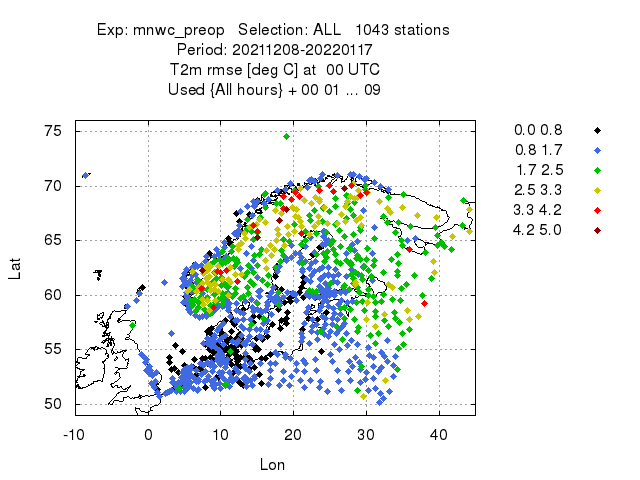 Exp: mnwc_preop   Selection: ALL   1043 stations
Period: 20211208-20220117
T2m rmse [deg C] at  00 UTC
Used {All hours} + 00 01 ... 09
75
70
65
60
55
50
Lat
-10 0 10 20 30 40
Lon
0.0 0.8
0.8 1.7
1.7 2.5
2.5 3.3
3.3 4.2
4.2 5.0